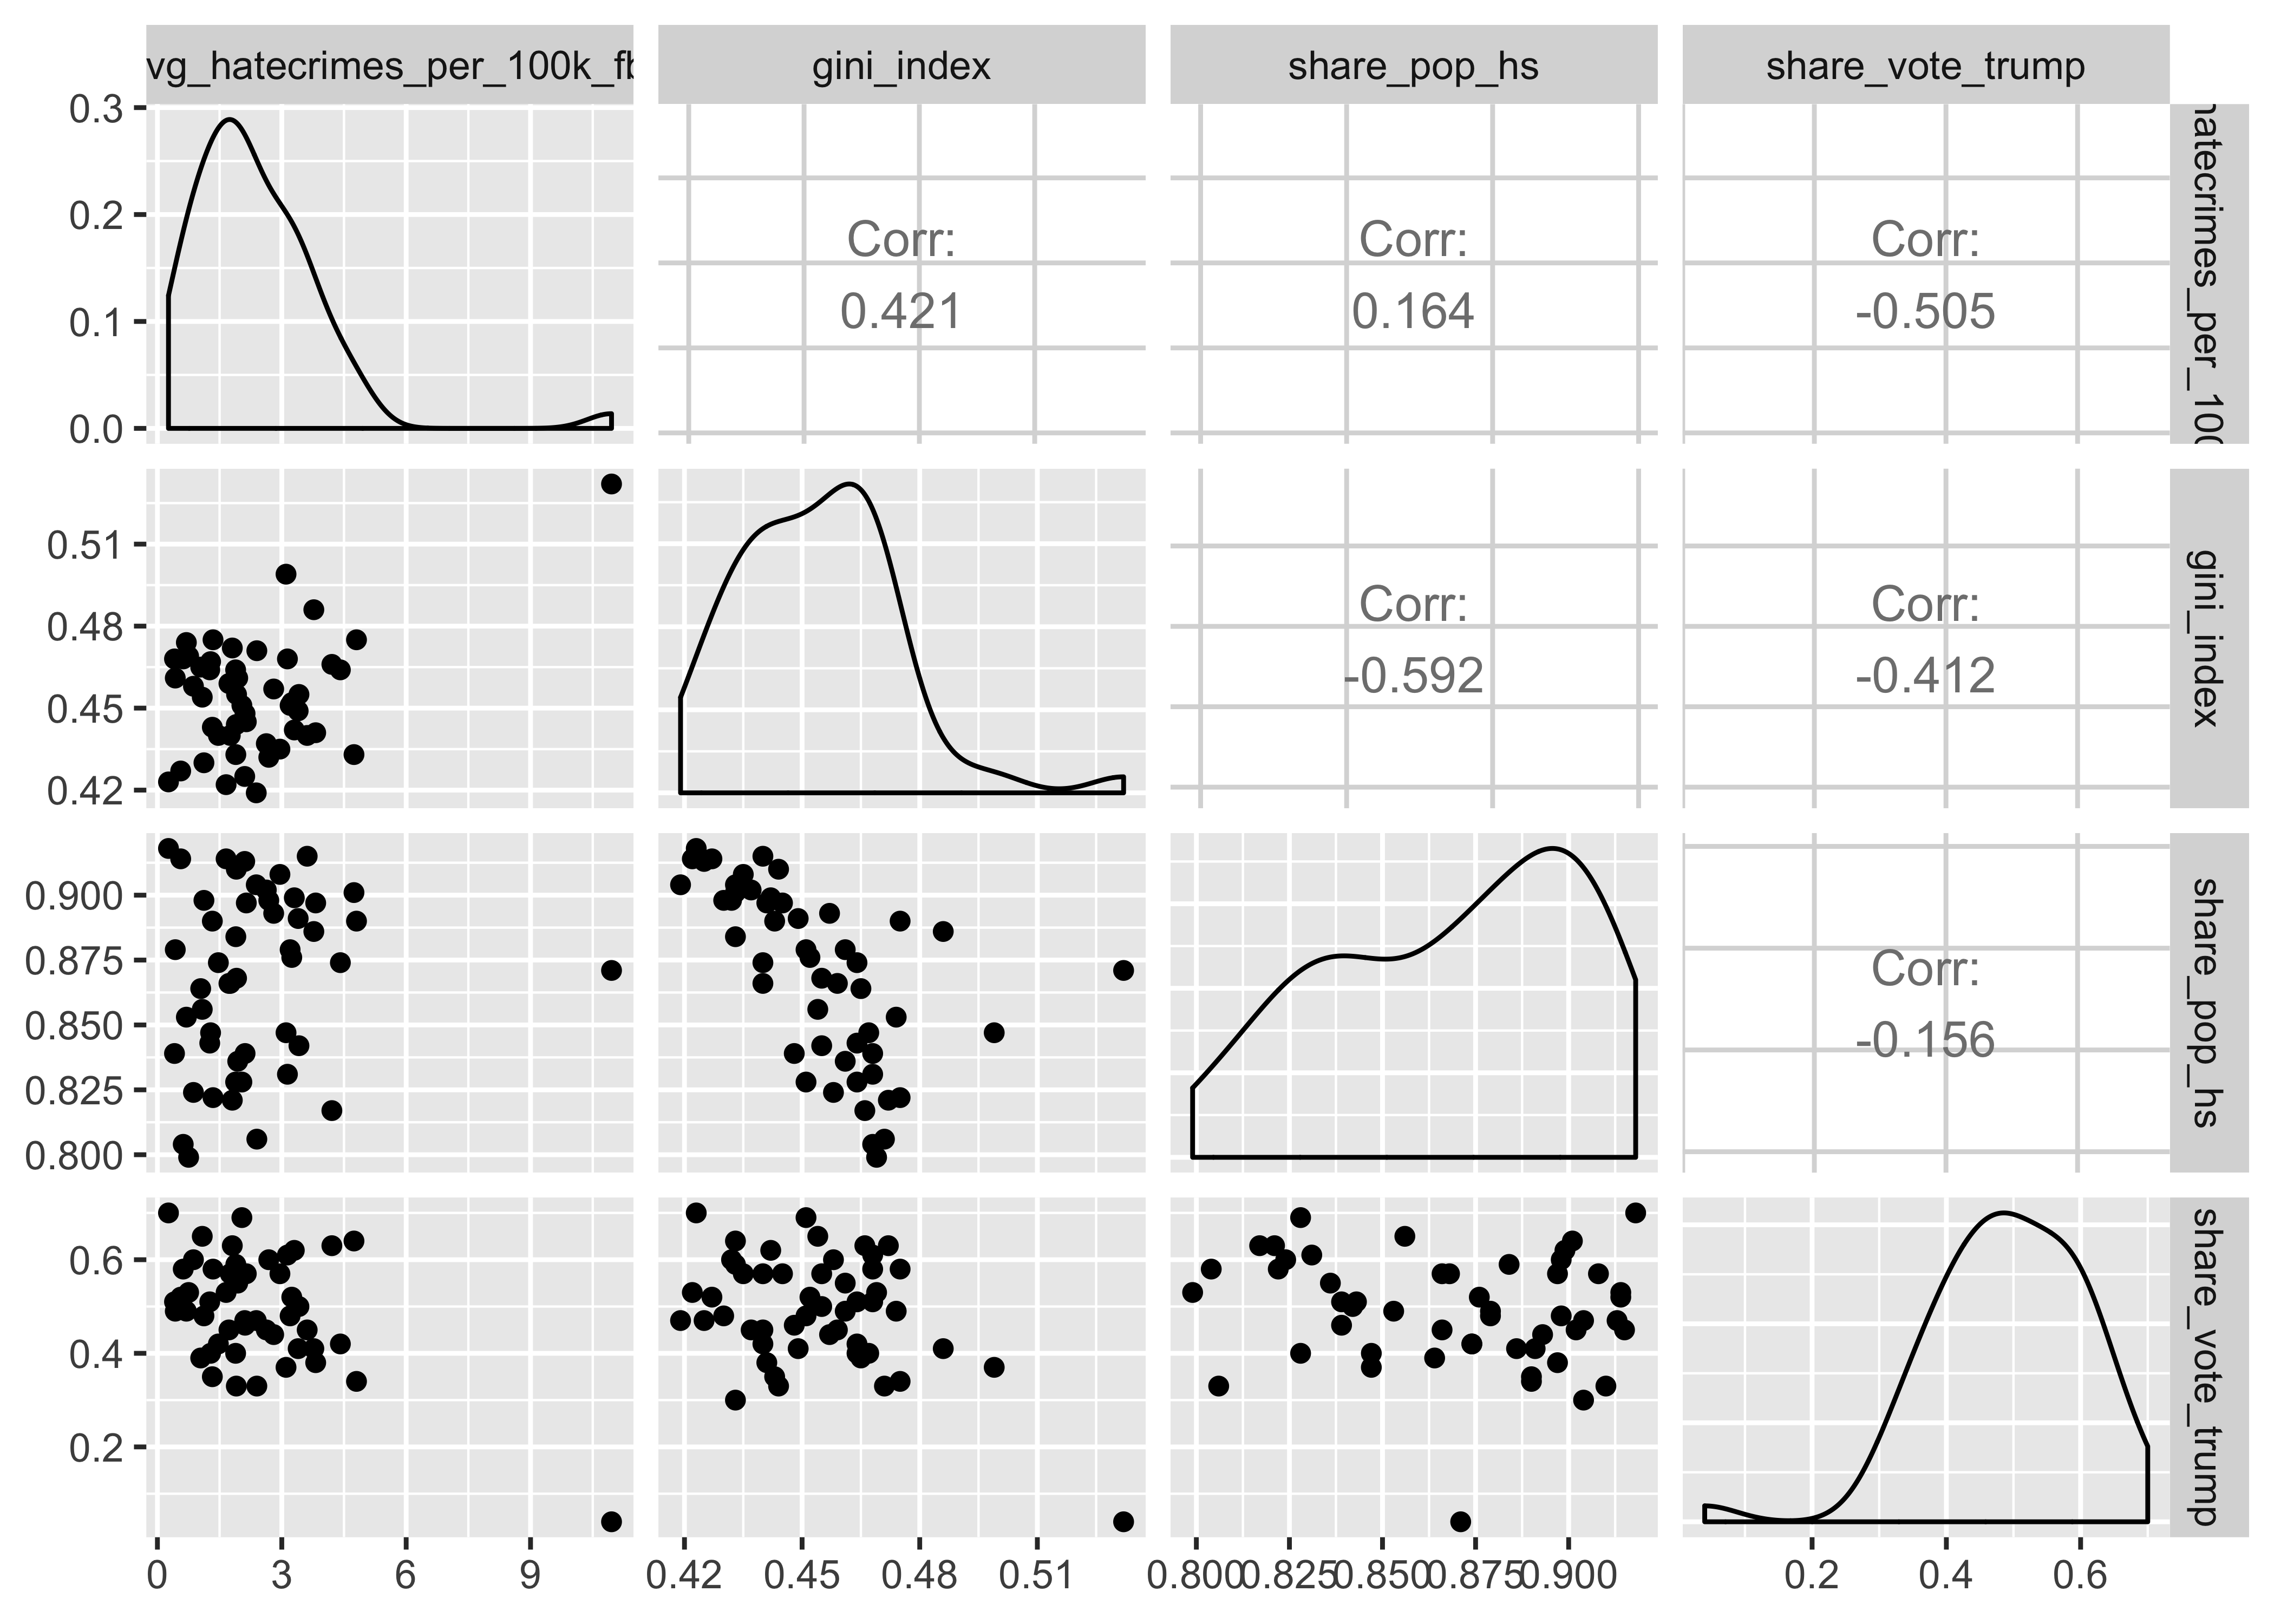 vg_hatecrimes_per_100k_fb
gini_index
share_pop_hs
share_vote_trump
0.3
0.2
0.1
0.0
Corr:
0.421
Corr:
0.164
Corr:
-0.505
hatecrimes_per_100
0.51
0.48
0.45
0.42
Corr:
-0.592
Corr:
-0.412
gini_index
0.900
0.875
0.850
0.825
0.800
Corr:
-0.156
share_pop_hs
0.6
0.4
0.2
share_vote_trump
0 3 6 9
0.42 0.45 0.48 0.51
0.800 0.825 0.850 0.875 0.900
0.2 0.4 0.6